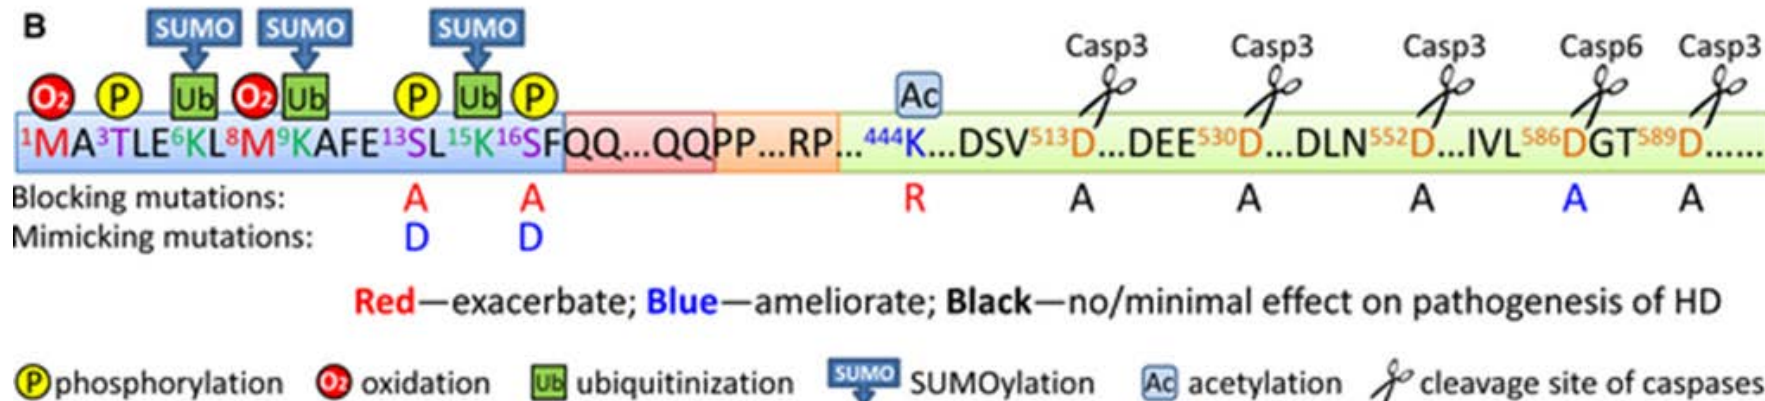 B
SUMO SUMO SUMO
Casp3 Casp3 Casp3 Casp6 Casp3
O2 P Ub O2 Ub P Ub P Ac
1MA3TLE6KL8M9KAFE13SL15K16SFQQ...QQPP...RP...444K...DSV513D...DEE530D...DLN552D...IVL586DGT589D......
Blocking mutations: A A R A A A A A
Mimicking mutations: D D
Red—exacerbate; Blue—ameliorate; Black—no/minimal effect on pathogenesis of HD
P phosphorylation O2 oxidation Ub ubiquitinization SUMO SUMOylation Ac acetylation cleavage site of caspases